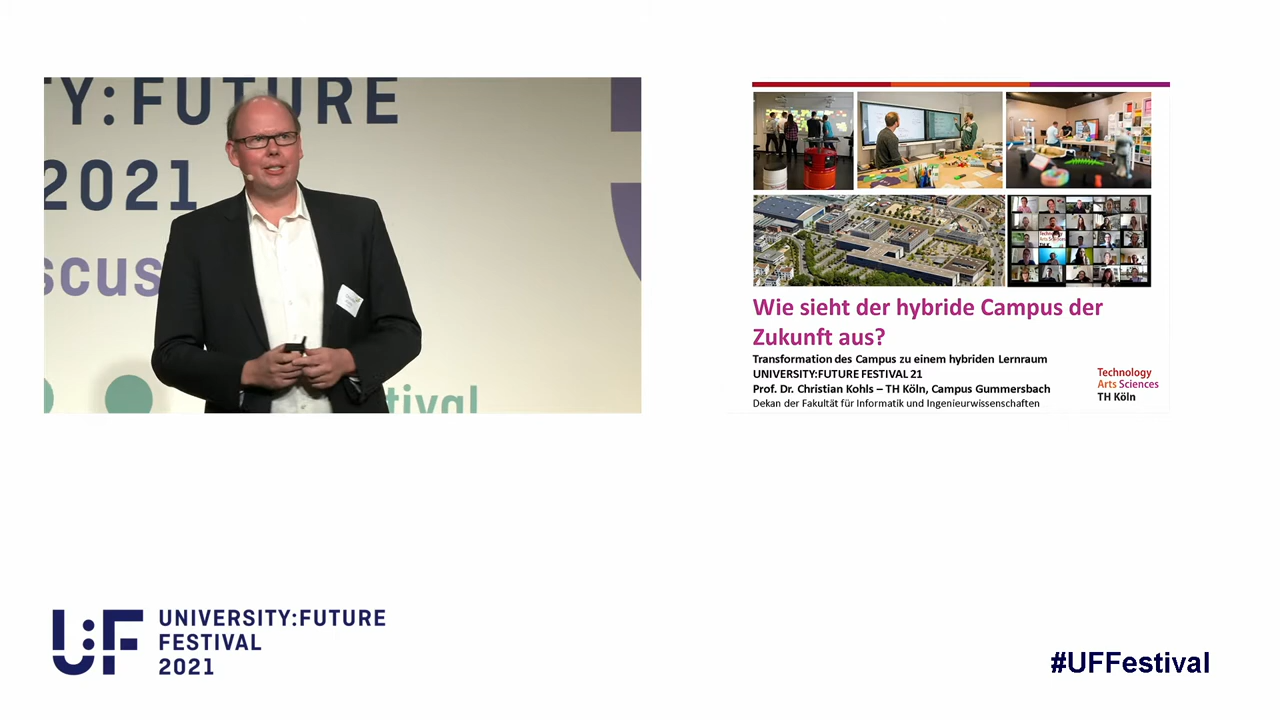 TY:FUTURE
2021
scus
stival
Wie sieht der hybride Campus der
Zukunft aus?
Transformation des Campus zu einem hybriden Lernraum
UNIVERSITY:FUTURE FESTIVAL 21
Prof. Dr. Christian Kohls – TH Köln, Campus Gummersbach
Dekan der Fakultät für Informatik und Ingenieurwissenschaften
Technology
Arts Sciences
TH Köln
U:F
UNIVERSITY:FUTURE
FESTIVAL
2021
#UFFestival